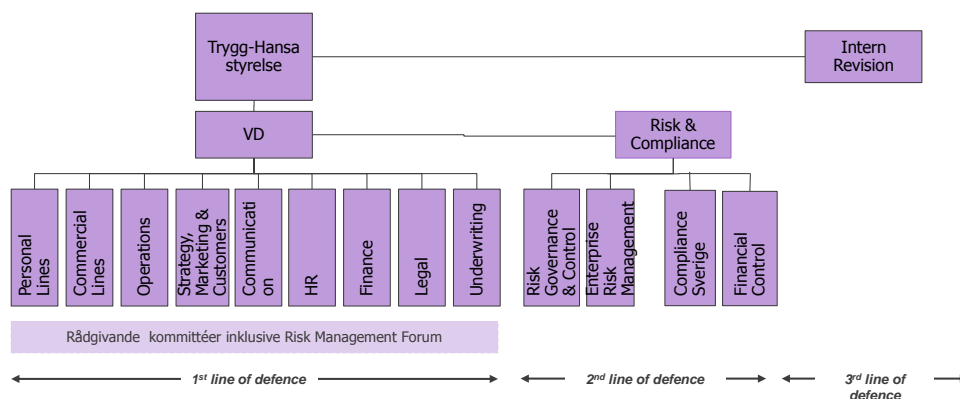 Trygg-Hansa
styrelse
Intern
Revision
VD
Risk &
Compliance
Personal
Lines
Commercial
Lines
Operations
Strategy,
Marketing &
Customers
Communicati
on
HR
Finance
Legal
Underwriting
Risk
Governance
& Control
Enterprise
Risk
Management
Compliance
Sverige
Financial
Control
Rådgivande kommittéer inklusive Risk Management Forum
1st line of defence
2nd line of defence
3rd line of
defence